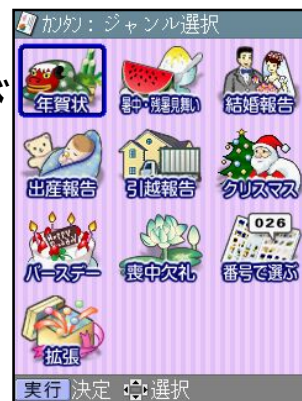 カンタン：ジャンル選択
年賀状
暑中・残暑見舞い
結婚報告
出産報告
引越報告
クリスマス
Happy Birthday
バースデー
喪中欠礼
026
番号で選ぶ
拡張
実行 決定 選択